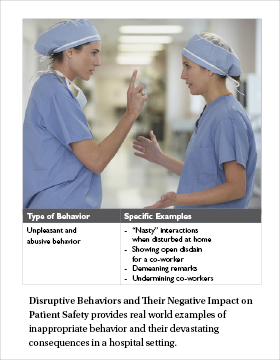 Type of Behavior
Specific Examples
Unpleasant and
abusive behavior
- "Nasty" interactions
when disturbed at home
- Showing open disdain
for a co-worker
- Demeaning remarks
- Undermining co-workers
Disruptive Behaviors and Their Negative Impact on
Patient Safety provides real world examples of
inappropriate behavior and their devastating
consequences in a hospital setting.